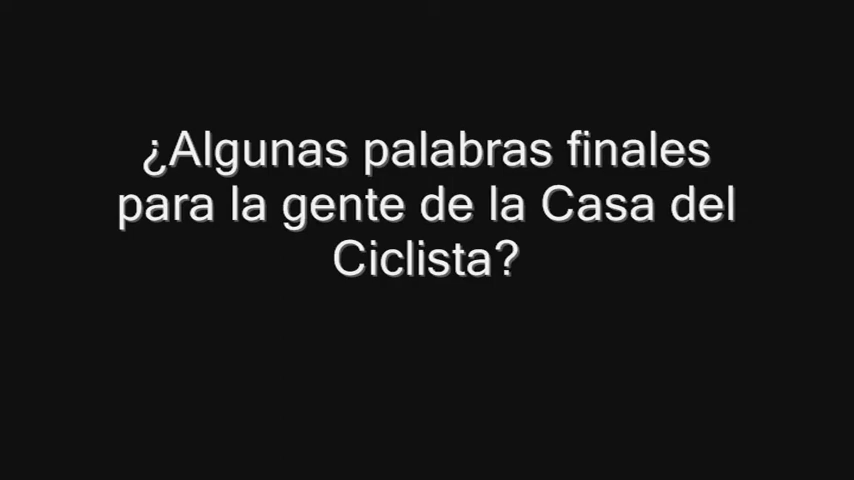 ¿Algunas palabras finales
para la gente de la Casa del
Ciclista?